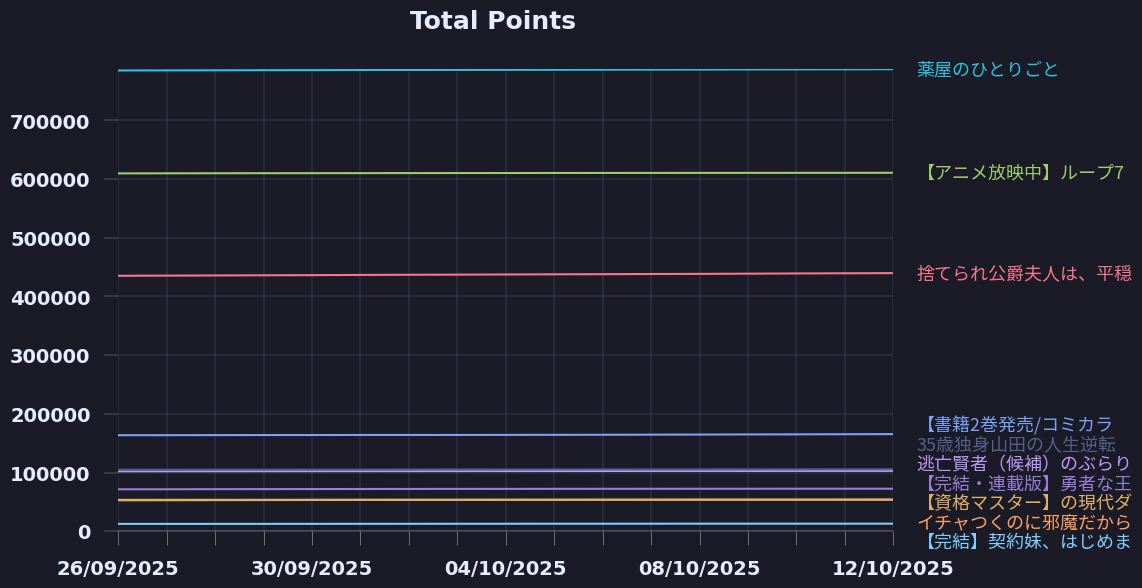 Total Points
薬屋のひとりごと
700000
600000
【アニメ放映中】ループ7
500000
400000
捨てられ公爵夫人は、平穏
300000
200000
【書籍2巻発売/コミカラ
35歳独身山田の人生逆転
逃亡賢者（候補）のぶらり
100000
【完結・連載版】勇者な王
【資格マスター】の現代ダ
イチャつくのに邪魔だから
0
【完結】契約妹、はじめま
26/09/2025
30/09/2025
04/10/2025
08/10/2025
12/10/2025